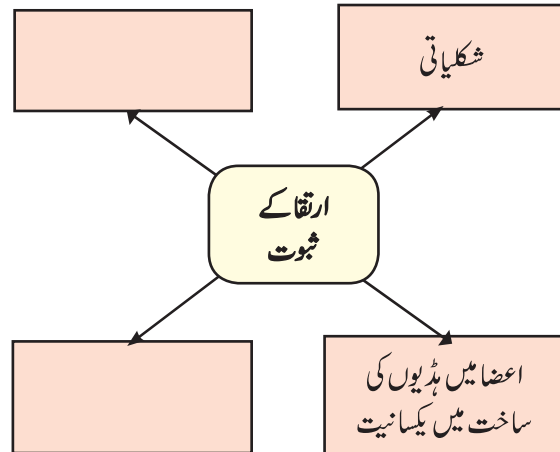 شکلیاتی
ارتقا کے
ثبوت
اعضا میں ہڈیوں کی
ساخت میں یکسانیت